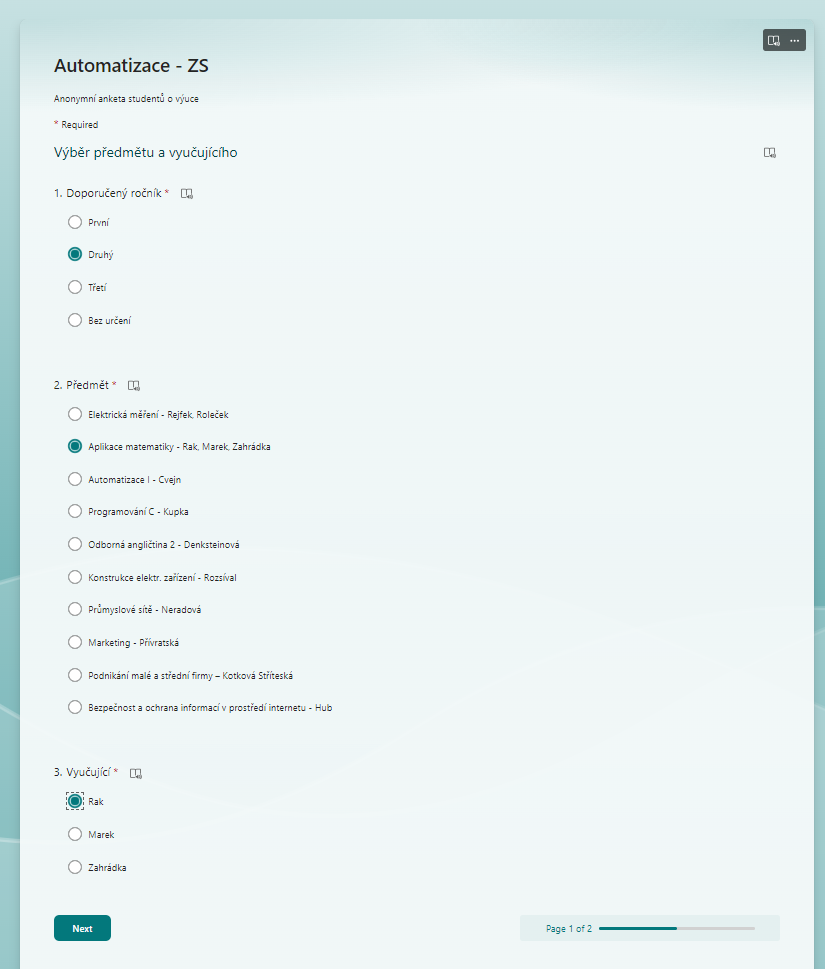 Automatizace - ZS
Anonymní anketa studentů o výuce
* Required
Výběr předmětu a vyučujícího
1. Doporučený ročník *
První
Druhý
Třetí
Bez určení
2. Předmět *
Elektrická měření - Rejfek, Roleček
Aplikace matematiky - Rak, Marek, Zahrádka
Automatizace I - Cvejn
Programování C - Kupka
Odborná angličtina 2 - Denksteinová
Konstrukce elektr. zařízení - Rozsíval
Průmyslové sítě - Neradová
Marketing - Přívratská
Podnikání malé a střední firmy – Kotková Stříteská
Bezpečnost a ochrana informací v prostředí internetu - Hub
3. Vyučující *
Rak
Marek
Zahrádka
Next
Page 1 of 2